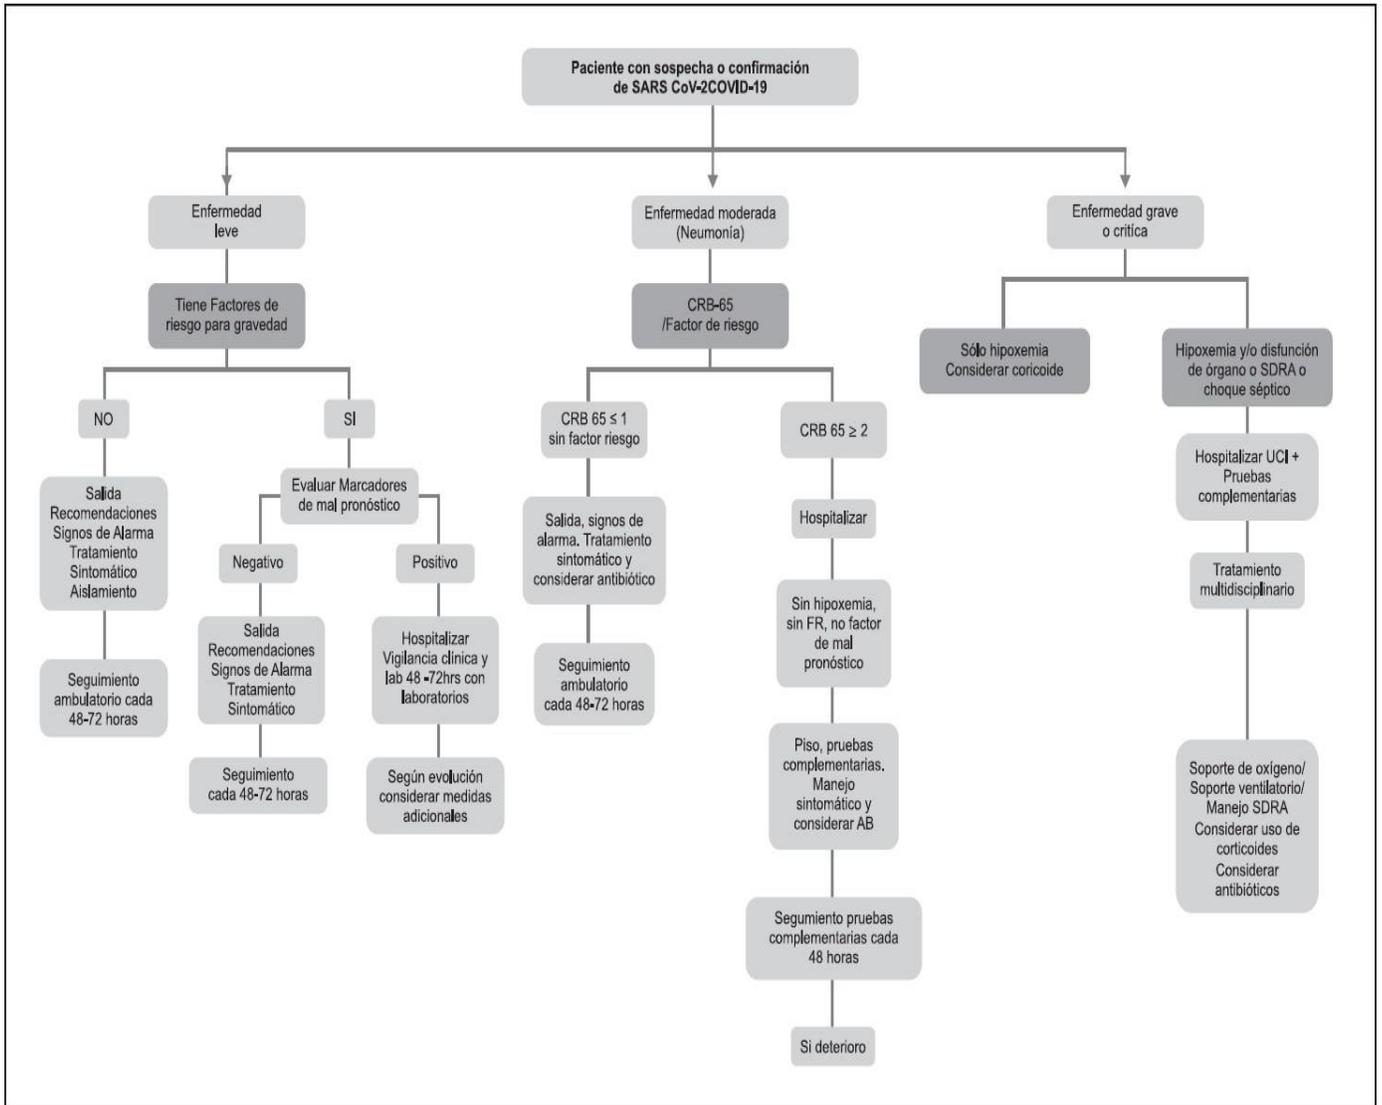 Paciente con sospecha o confirmación
de SARS CoV-2COVID-19
Enfermedad
leve
Tiene Factores de
riesgo para gravedad
NO
Salida
Recomendaciones
Signos de Alarma
Tratamiento
Sintomático
Aislamiento
Seguimiento
ambulatorio cada
48-72 horas
SI
Evaluar Marcadores
de mal pronóstico
Negativo
Salida
Recomendaciones
Signos de Alarma
Tratamiento
Sintomático
Seguimiento
cada 48-72 horas
Positivo
Hospitalizar
Vigilancia clínica y
lab 48 -72hrs con
laboratorios
Según evolución
considerar medidas
adicionales
Enfermedad moderada
(Neumonía)
CRB-65
/Factor de riesgo
CRB 65 ≤ 1
sin factor riesgo
Salida, signos de
alarma. Tratamiento
sintomático y
considerar antibiótico
Seguimiento
ambulatorio
cada 48-72 horas
CRB 65 ≥ 2
Hospitalizar
Sin hipoxemia,
sin FR, no factor
de mal
pronóstico
Piso, pruebas
complementarias.
Manejo
sintomático y
considerar AB
Segumiento pruebas
complementarias cada
48 horas
Si deterioro
Enfermedad grave
o critíca
Sólo hipoxemia
Considerar coricoide
Hipoxemia y/o disfunción
de órgano o SDRA o
choque séptico
Hospitalizar UCI +
Pruebas
complementarias
Tratamiento
multidisciplinario
Soporte de oxígeno/
Soporte ventilatorio/
Manejo SDRA
Considerar uso de
corticoides
Considerar
antibióticos